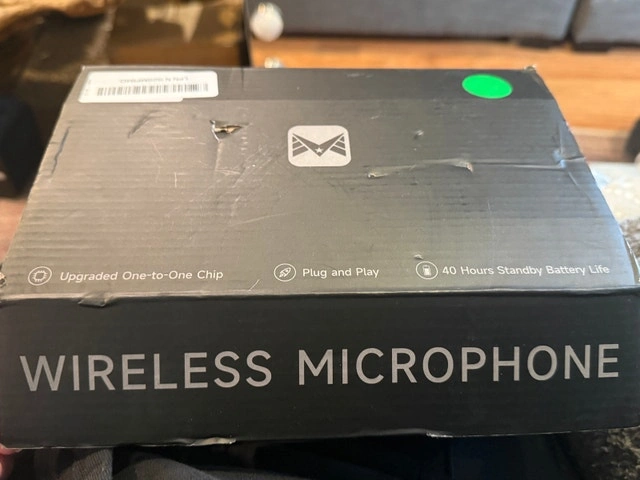 Upgraded One-to-One Chip
Plug and Play
40 Hours Standby Battery Life
WIRELESS MICROPHONE